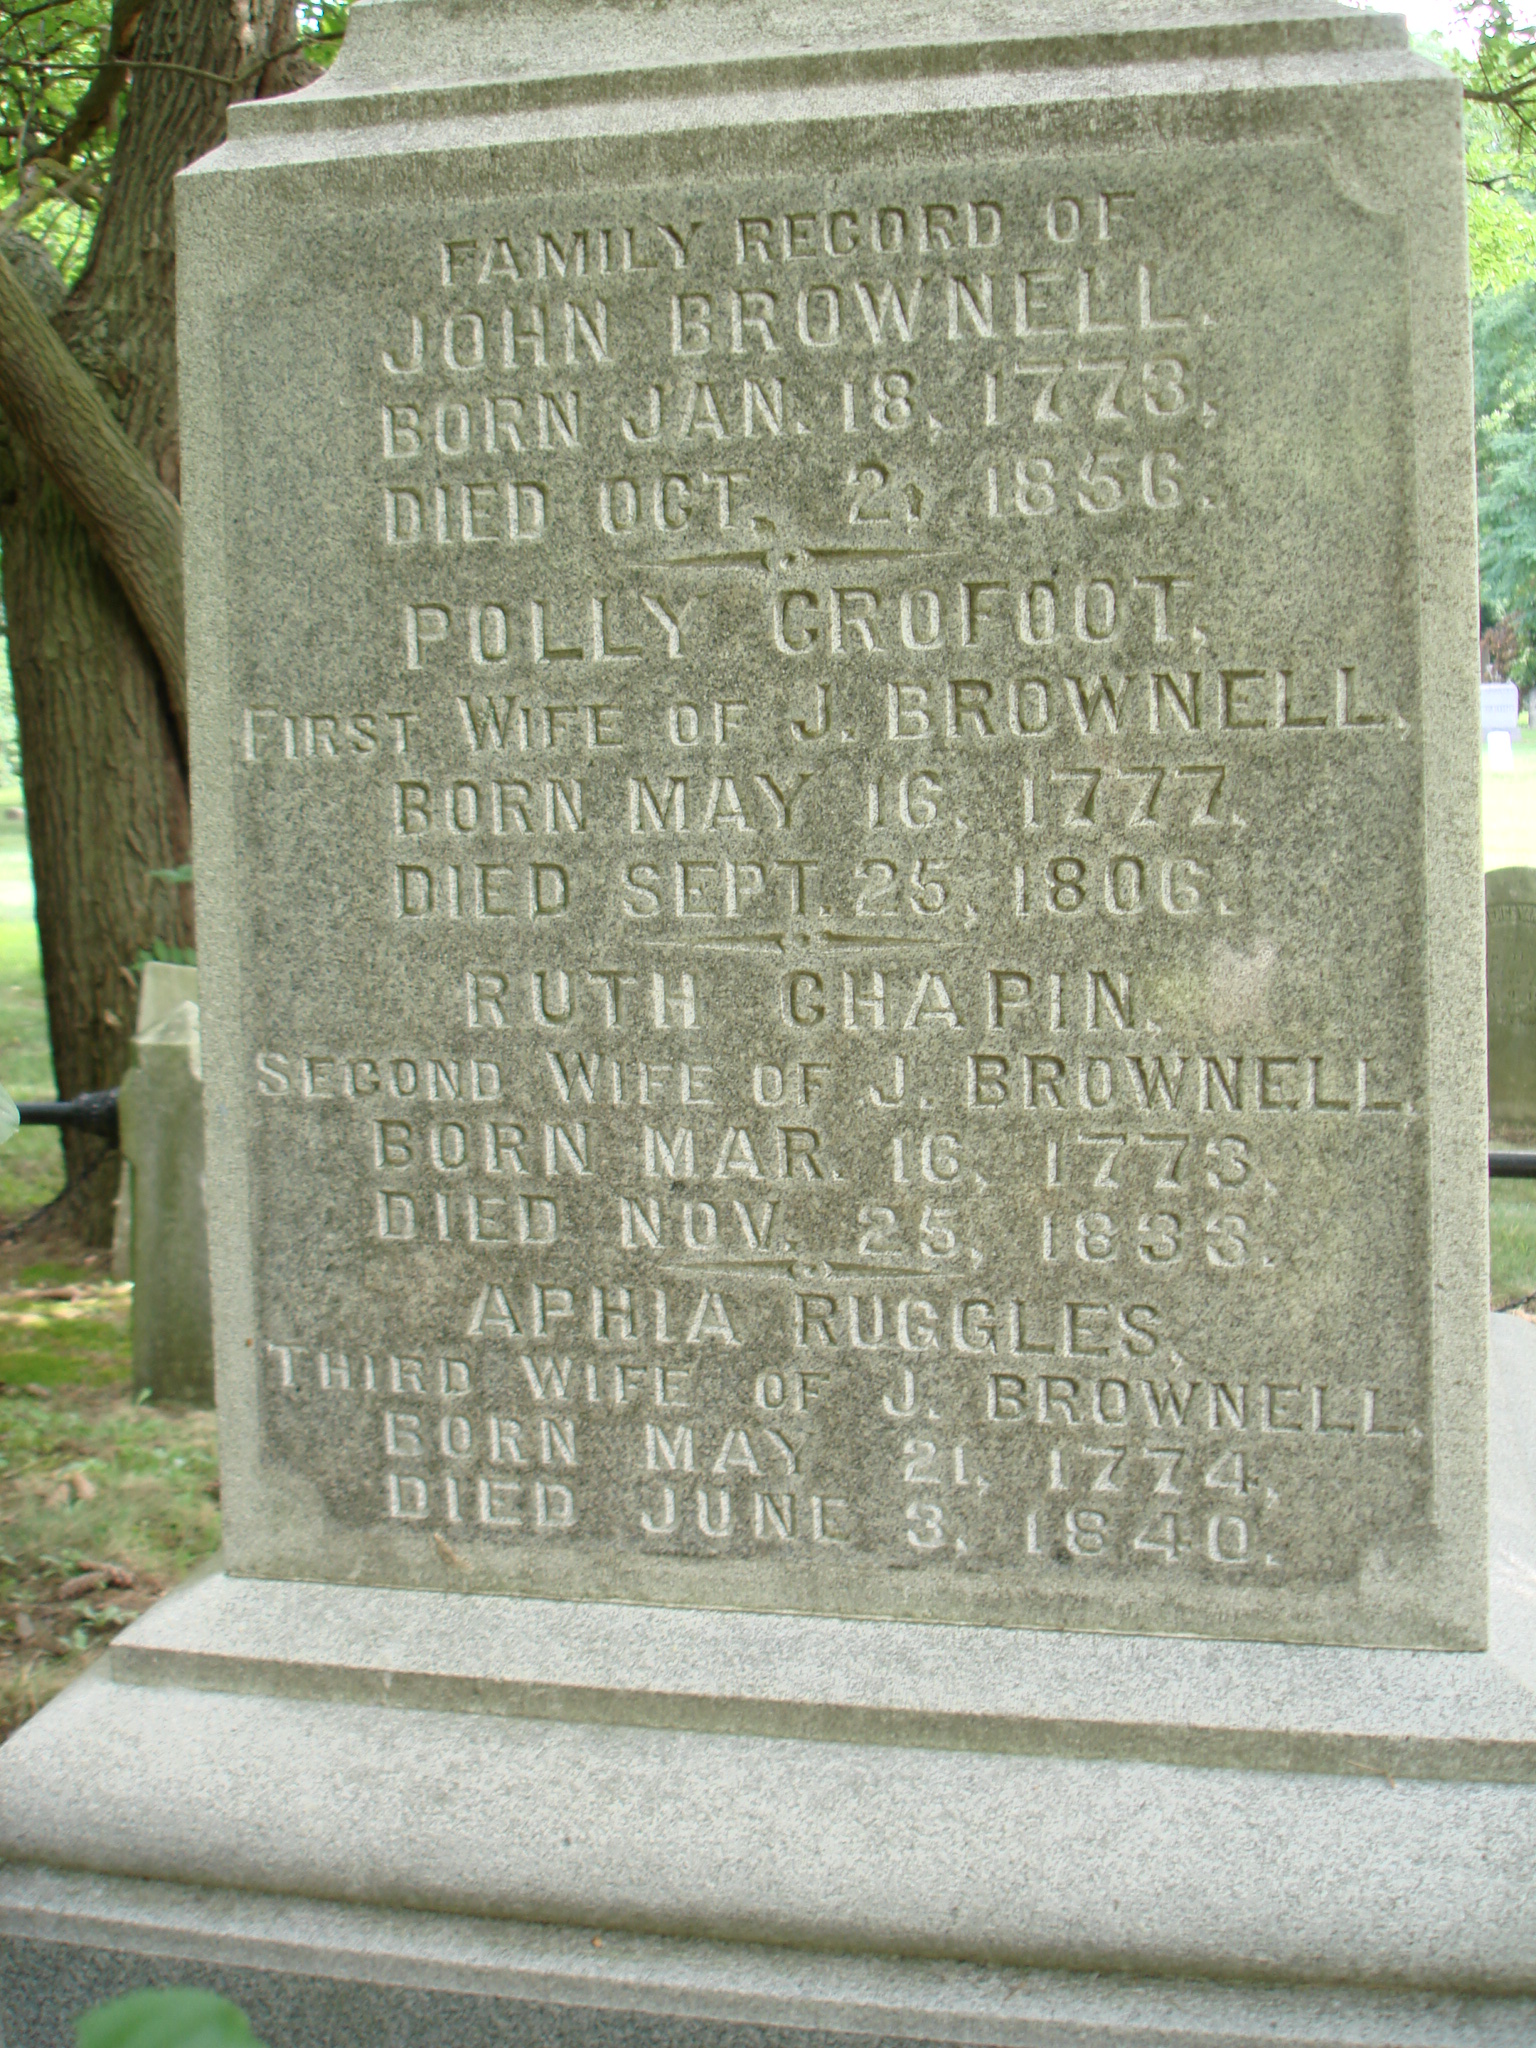 FAMILY RECORD OF
JOHN BROWNELL.
BORN JAN. 18, 1773,
DIED OCT. 2, 1856.
POLLY CROFOOT,
FIRST WIFE OF J. BROWNELL,
BORN MAY 16, 1777.
DIED SEPT. 25, 1806.
RUTH CHAPIN,
SECOND WIFE OF J. BROWNELL,
BORN MAR. 16, 1773,
DIED NOV. 25, 1833.
APHIA RUGGLES,
THIRD WIFE OF J. BROWNELL,
BORN MAY 21, 1774,
DIED JUNE 3, 1840.